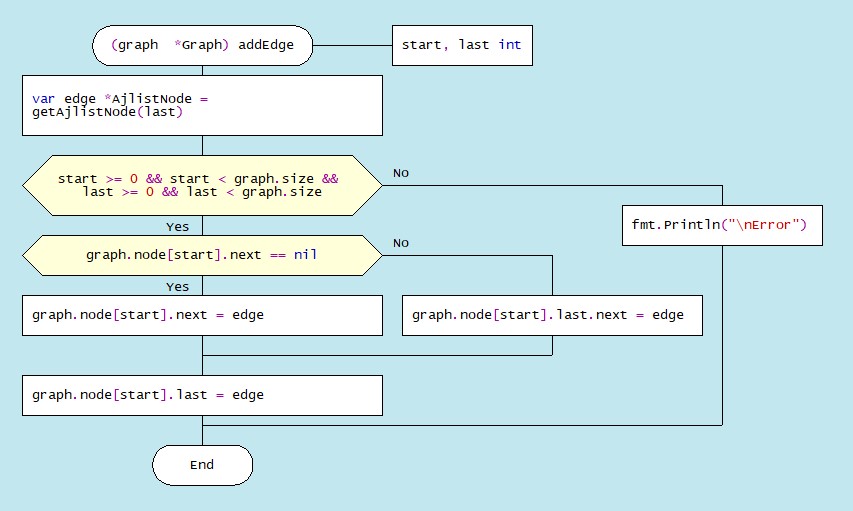 (graph  *Graph) addEdge
start, last int
var edge *AjlistNode =
getAjlistNode(last)
start >= 0 && start < graph.size &&
last >= 0 && last < graph.size
No
Yes
fmt.Println("\nError")
graph.node[start].next == nil
No
Yes
graph.node[start].next = edge
graph.node[start].last.next = edge
graph.node[start].last = edge
End